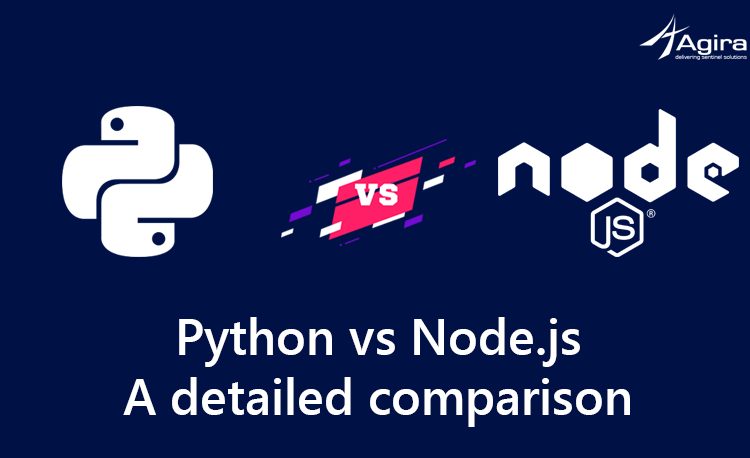 Agira
delivering sentinel solutions
VS
node
JS®
Python vs Node.js
A detailed comparison